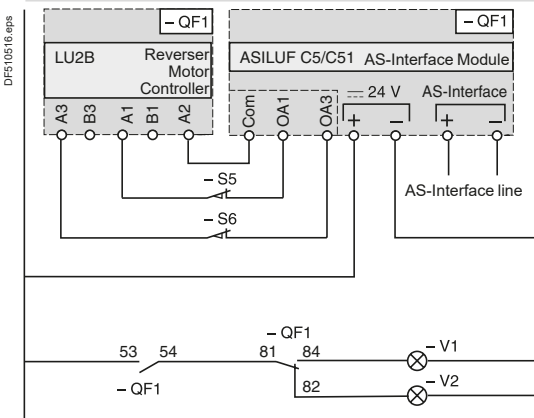 DF510516.eps
– QF1
– QF1
LU2B
Reverser
Motor
Controller
ASILUF C5/C51 AS-Interface Module
A3 B3 A1 B1 A2
Com OA1 OA3
24 V
AS-Interface
+ – + –
– S5
AS-Interface line
– S6
– QF1
53 54 81 84
– V1
– QF1
82
– V2